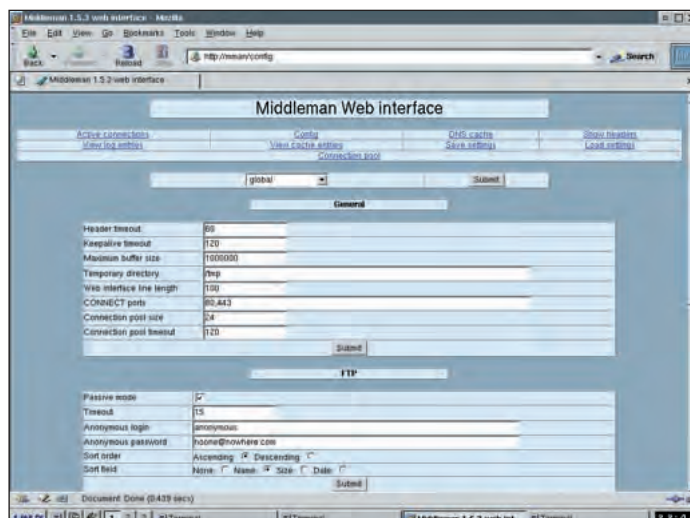 Middleman 1.5.3 web interface - Mozilla
File Edit View Go Bookmarks Tools Window Help
Back Reload http://mman/config Search
Middleman 1.5.3 web interface
Middleman Web interface
Active connections Config DNS cache Show headers
View log entries View cache entries Save settings Load settings
Connection pool
global Submit
General
Header timeout 60
Keepalive timeout 120
Maximum buffer size 1000000
Temporary directory /tmp
Web interface line length 100
CONNECT ports 80,443
Connection pool size 24
Connection pool timeout 120
Submit
FTP
Passive mode
Timeout 15
Anonymous login anonymous
Anonymous password noone@nowhere.com
Sort order Ascending Descending
Sort field None Name Size Date
Submit
Document: Done (0.439 secs)